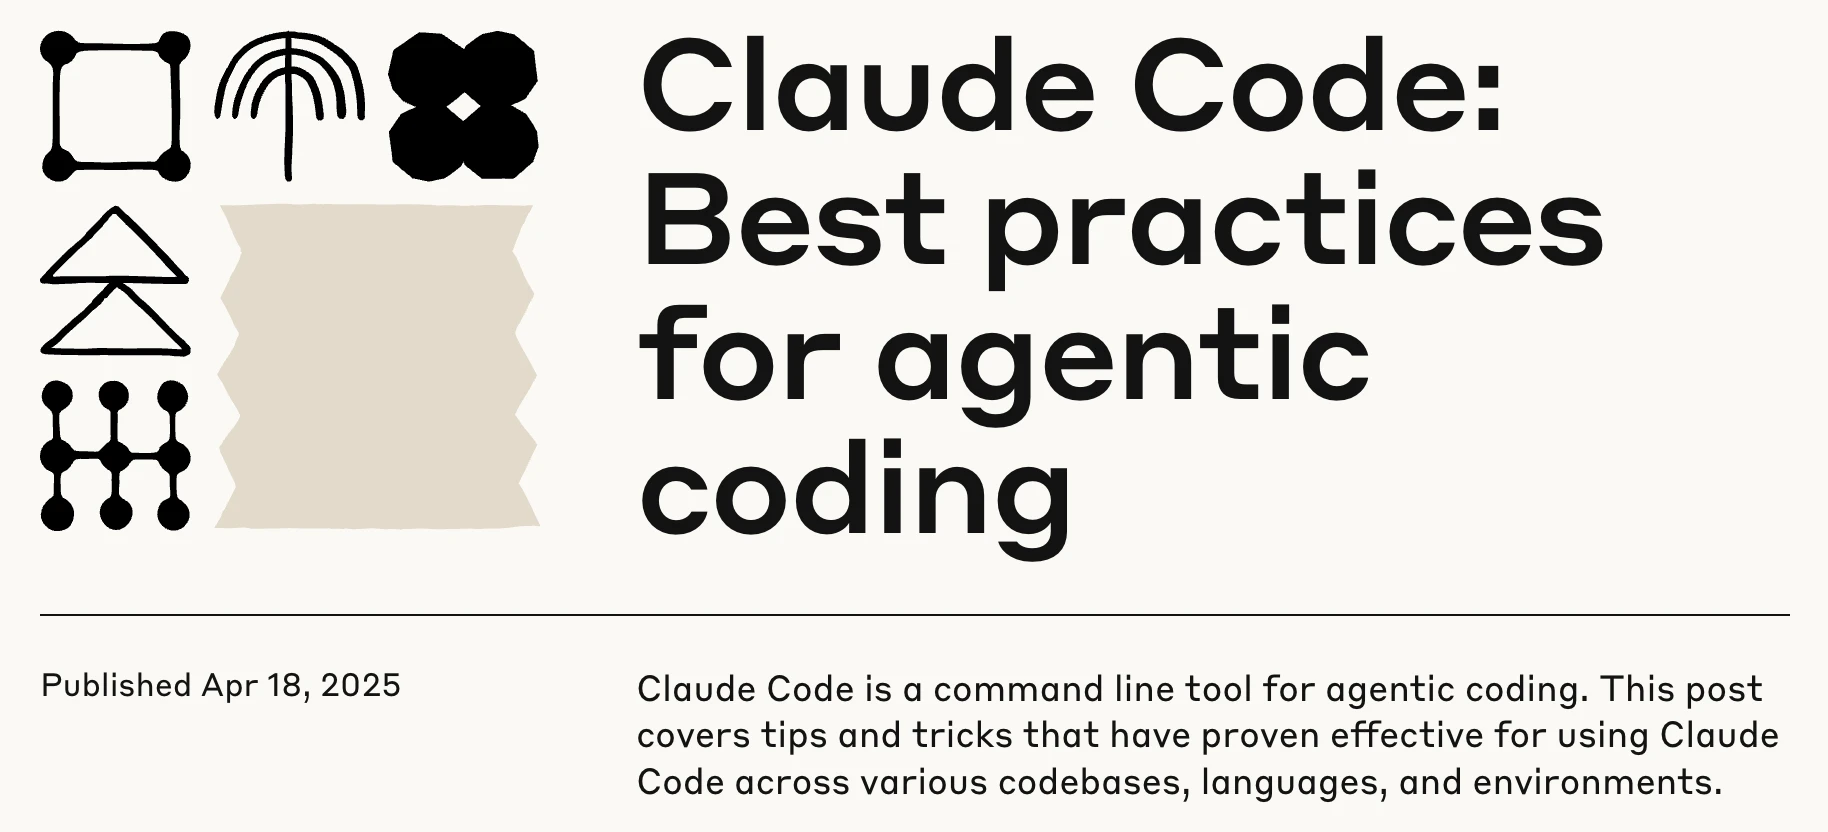 Claude Code:
Best practices
for agentic
coding
Published Apr 18, 2025
Claude Code is a command line tool for agentic coding. This post
covers tips and tricks that have proven effective for using Claude
Code across various codebases, languages, and environments.